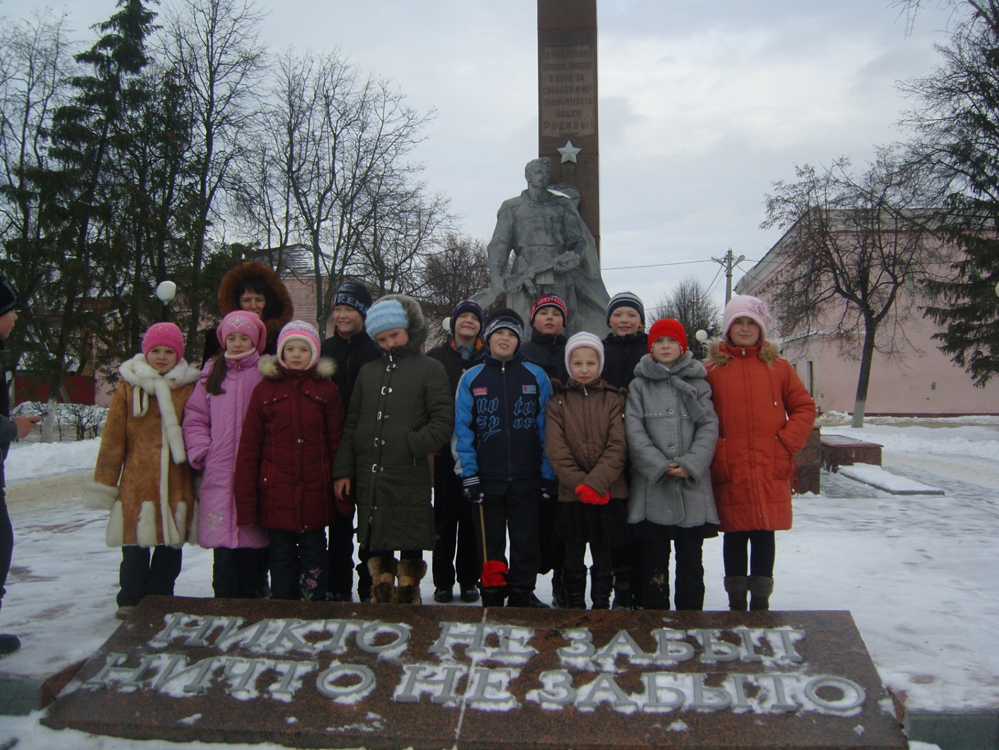 ВЕЧНАЯ СЛАВА
ВОИНАМ, ПАВШИМ
В БОЯХ ЗА
СВОБОДУ И НЕ-
ЗАВИСИМОСТЬ
НАШЕЙ
РОДИНЫ!
НИКТО НЕ ЗАБЫТ
НИЧТО НЕ ЗАБЫТО